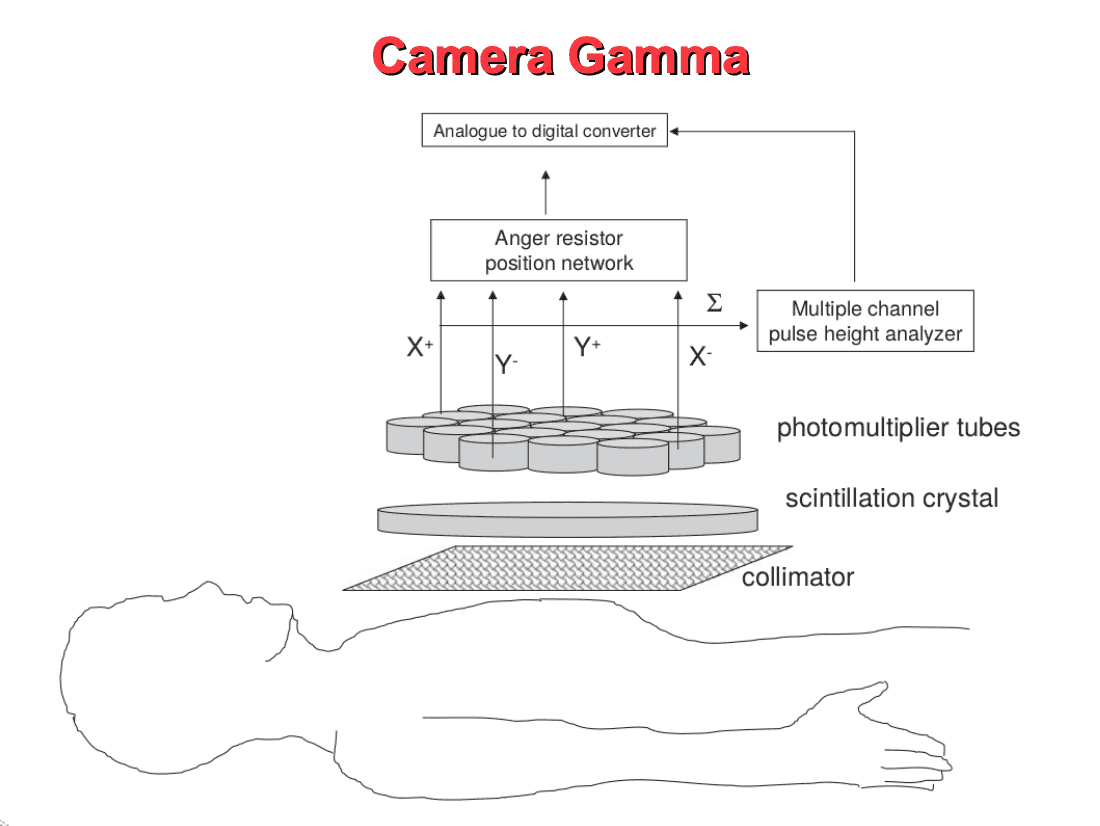 Camera Gamma
Analogue to digital converter
Anger resistor
position network
Σ
Multiple channel
pulse height analyzer
X+
Y-
Y+
X-
photomultiplier tubes
scintillation crystal
collimator